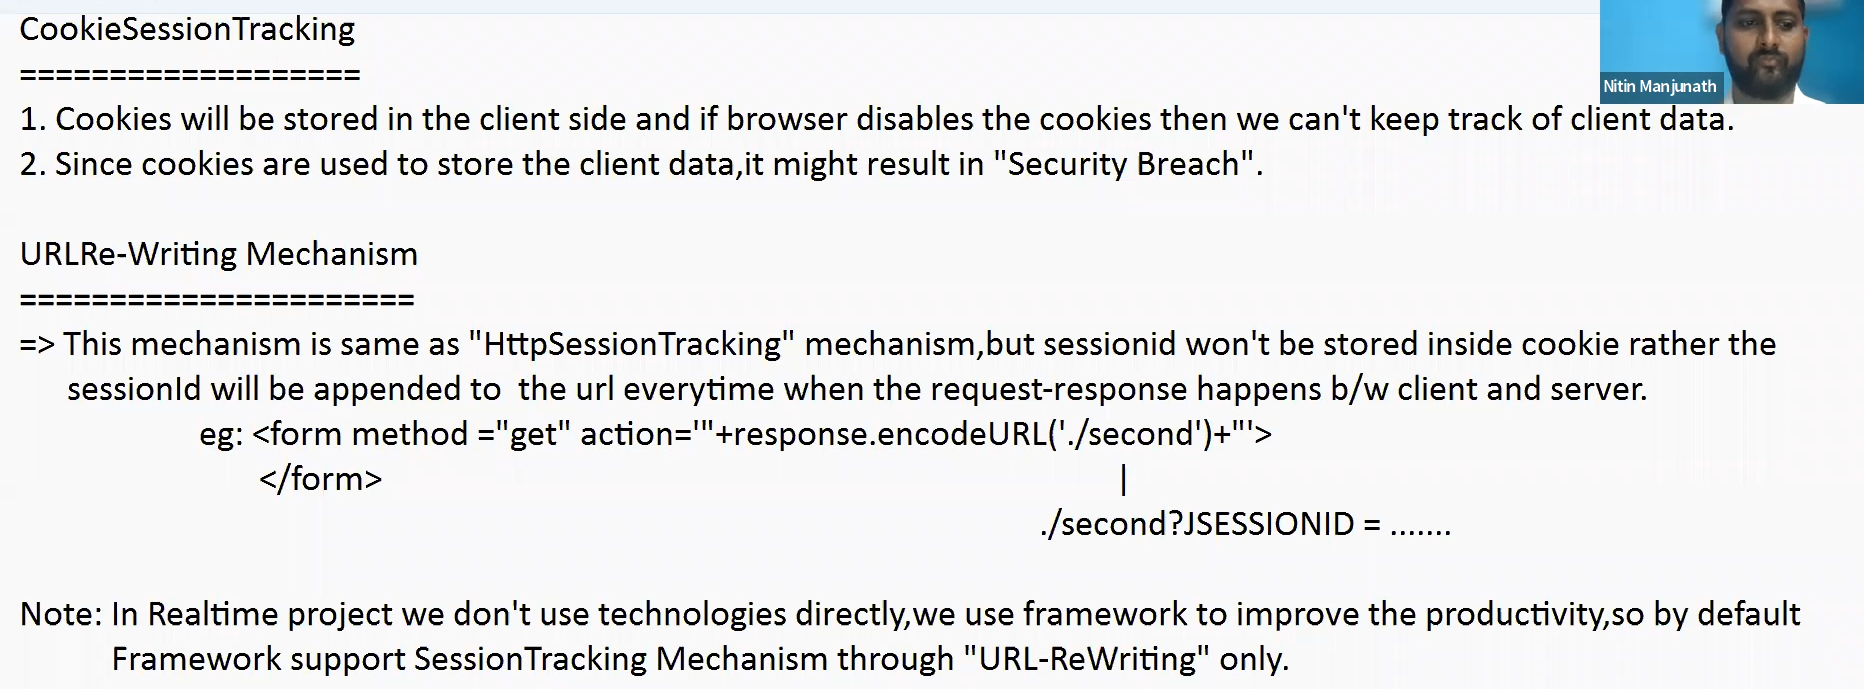 CookieSessionTracking
===================
Nitin Manjunath
1. Cookies will be stored in the client side and if browser disables the cookies then we can't keep track of client data.
2. Since cookies are used to store the client data,it might result in "Security Breach".
URLRe-Writing Mechanism
======================
=> This mechanism is same as "HttpSessionTracking" mechanism,but sessionid won't be stored inside cookie rather the
sessionId will be appended to the url everytime when the request-response happens b/w client and server.
eg: <form method ="get" action='"+response.encodeURL('./second')+"'>
</form> |
./second?JSESSIONID = .......
Note: In Realtime project we don't use technologies directly,we use framework to improve the productivity,so by default
Framework support SessionTracking Mechanism through "URL-ReWriting" only.